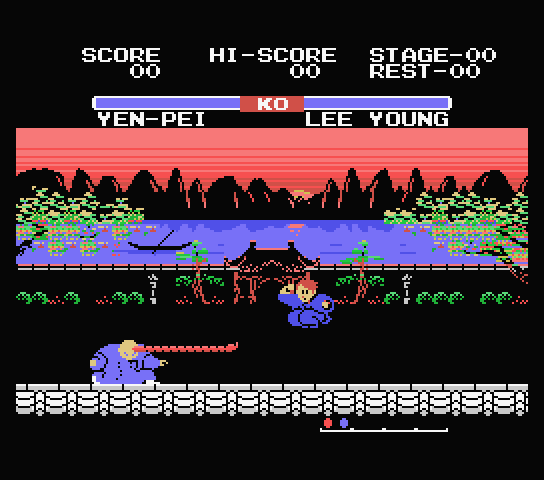 SCORE HI-SCORE STAGE-00
00 00 REST-00
KO
YEN-PEI LEE YOUNG